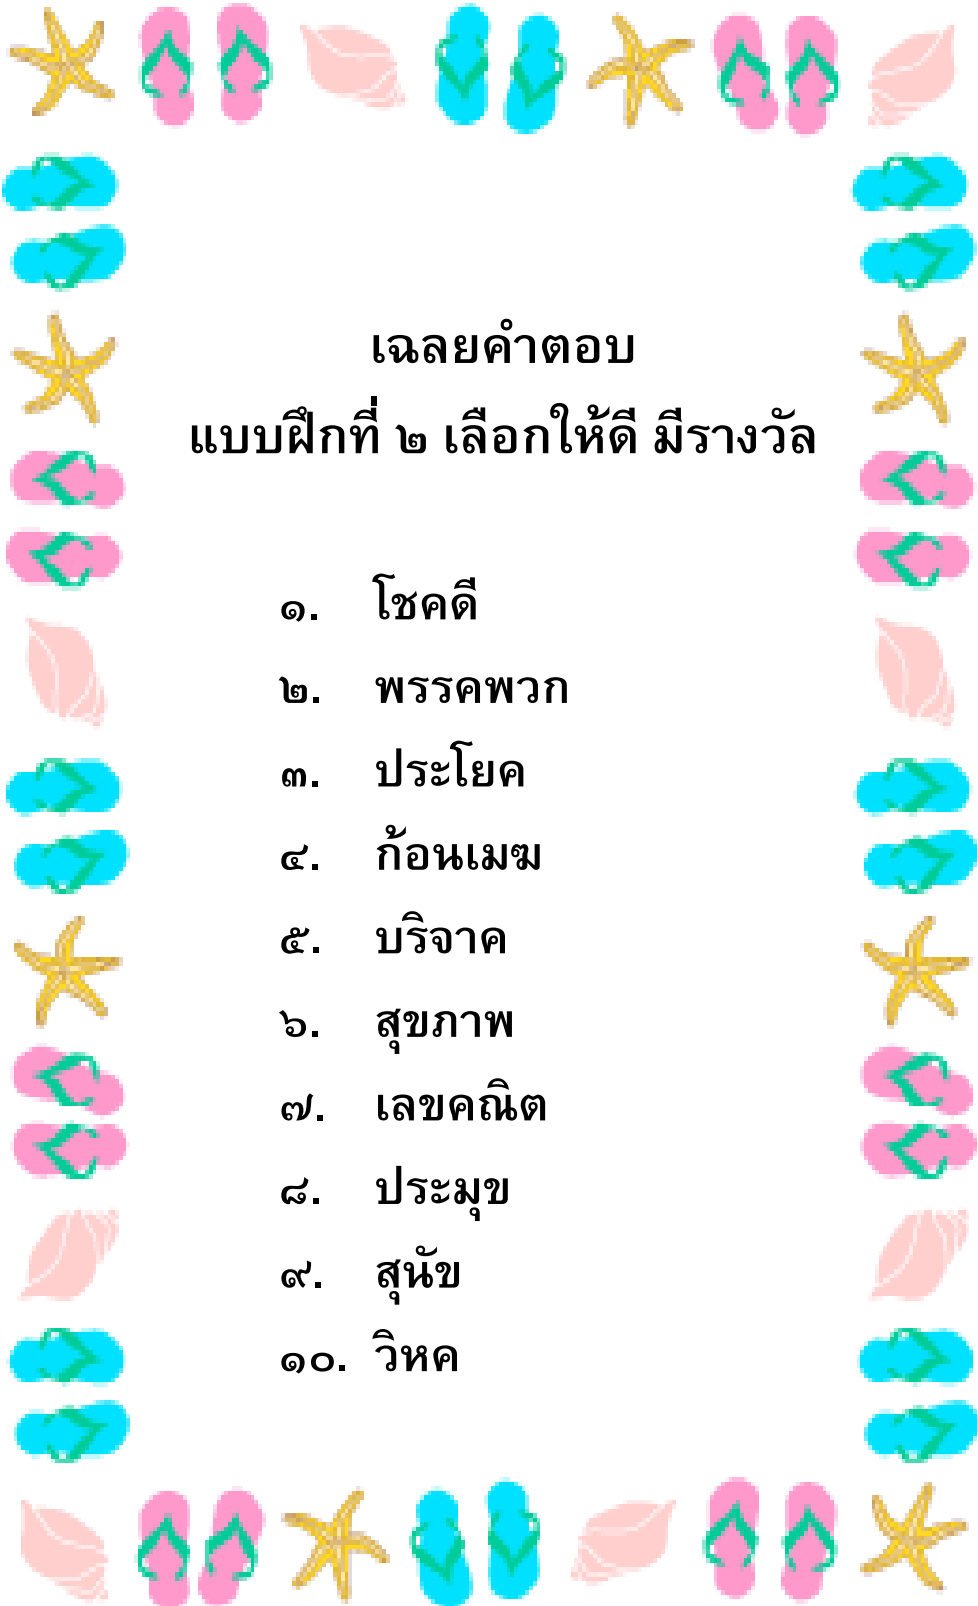 เฉลยคำตอบ
แบบฝึกที่ ๒ เลือกให้ดี มีรางวัล
๑. โชคดี
๒. พรรคพวก
๓. ประโยค
๔. ก้อนเมฆ
๕. บริจาค
๖. สุขภาพ
๗. เลขคณิต
๘. ประมุข
๙. สุนัข
๑๐. วิหค